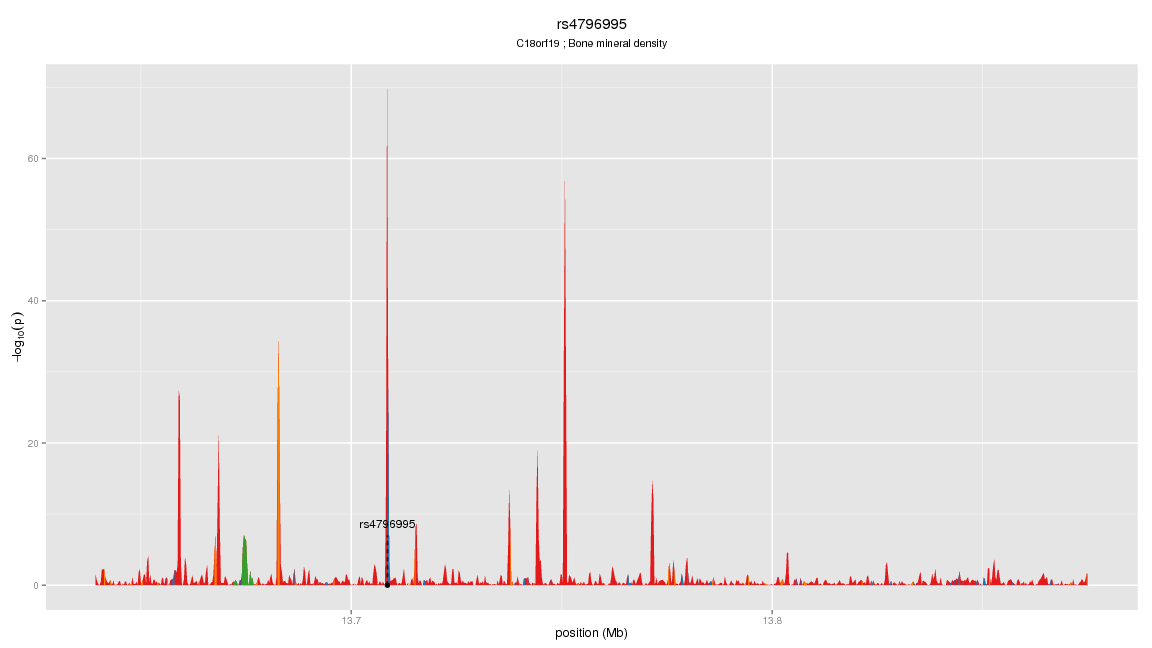 rs4796995
C18orf19 ; Bone mineral density
60
40
20
0
−log10(p)
rs4796995
13.7
13.8
position (Mb)